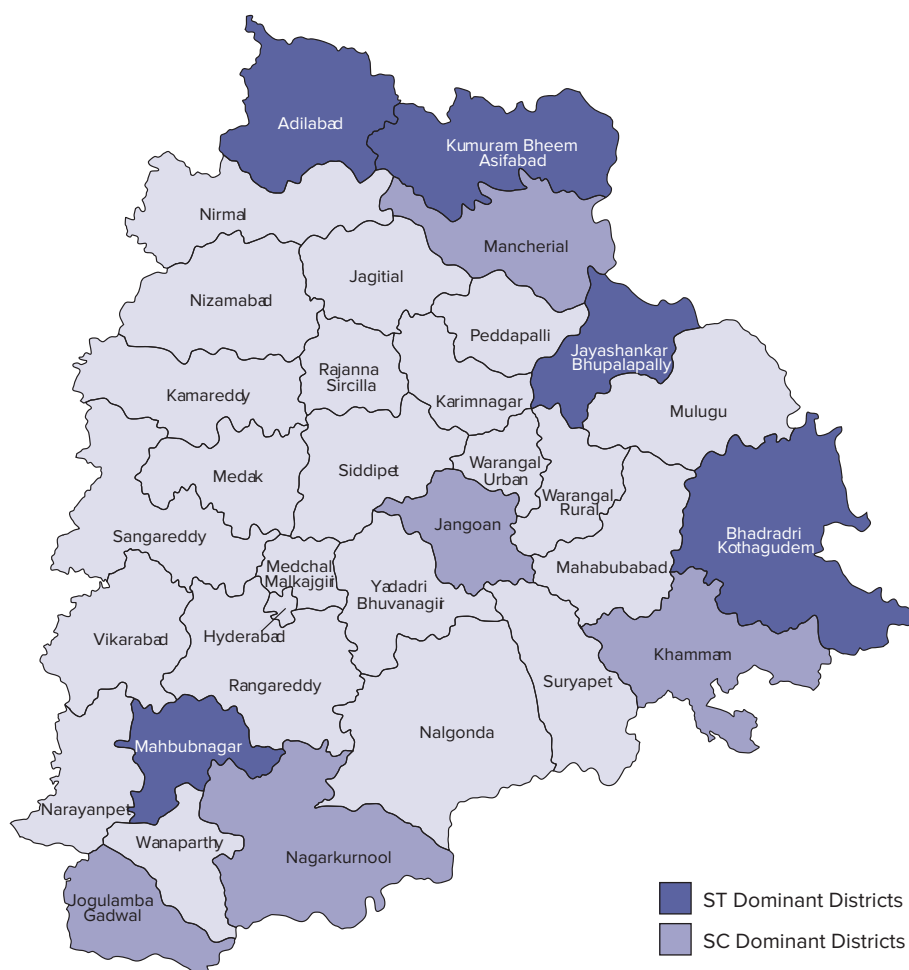 Adilabad
Kumuram Bheem
Asifabad
Nirmal
Mancherial
Jagitial
Nizamabad
Peddapalli
Jayashankar
Bhupalapally
Rajanna
Sircilla
Kamareddy
Karimnagar
Mulugu
Medak
Siddipet
Warangal
Urban
Warangal
Rural
Jangoan
Sangareddy
Bhadradri
Kothagudem
Medchal
Malkajgiri
Mahabubabad
Yadadri
Bhuvanagiri
Vikarabad
Hyderabad
Khammam
Rangareddy
Suryapet
Nalgonda
Mahbubnagar
Narayanpet
Wanaparthy
Nagarkurnool
Jogulamba
Gadwal
ST Dominant Districts
SC Dominant Districts